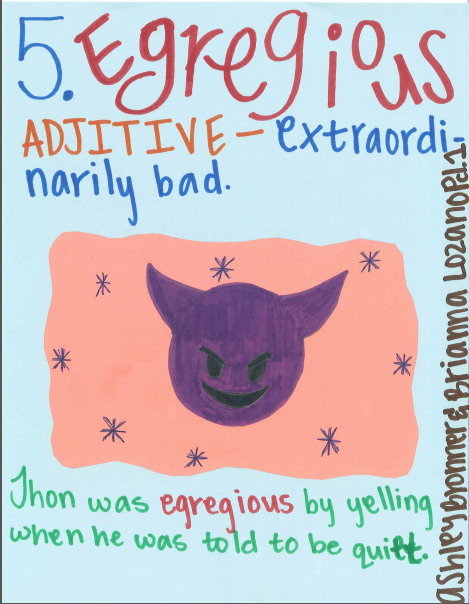 5. Egregious
ADJITIVE - extraordi-
narily bad.
Jhon was egregious by yelling
when he was told to be quitt.
Ashley Brommer & Brianna Lozano Pd.1